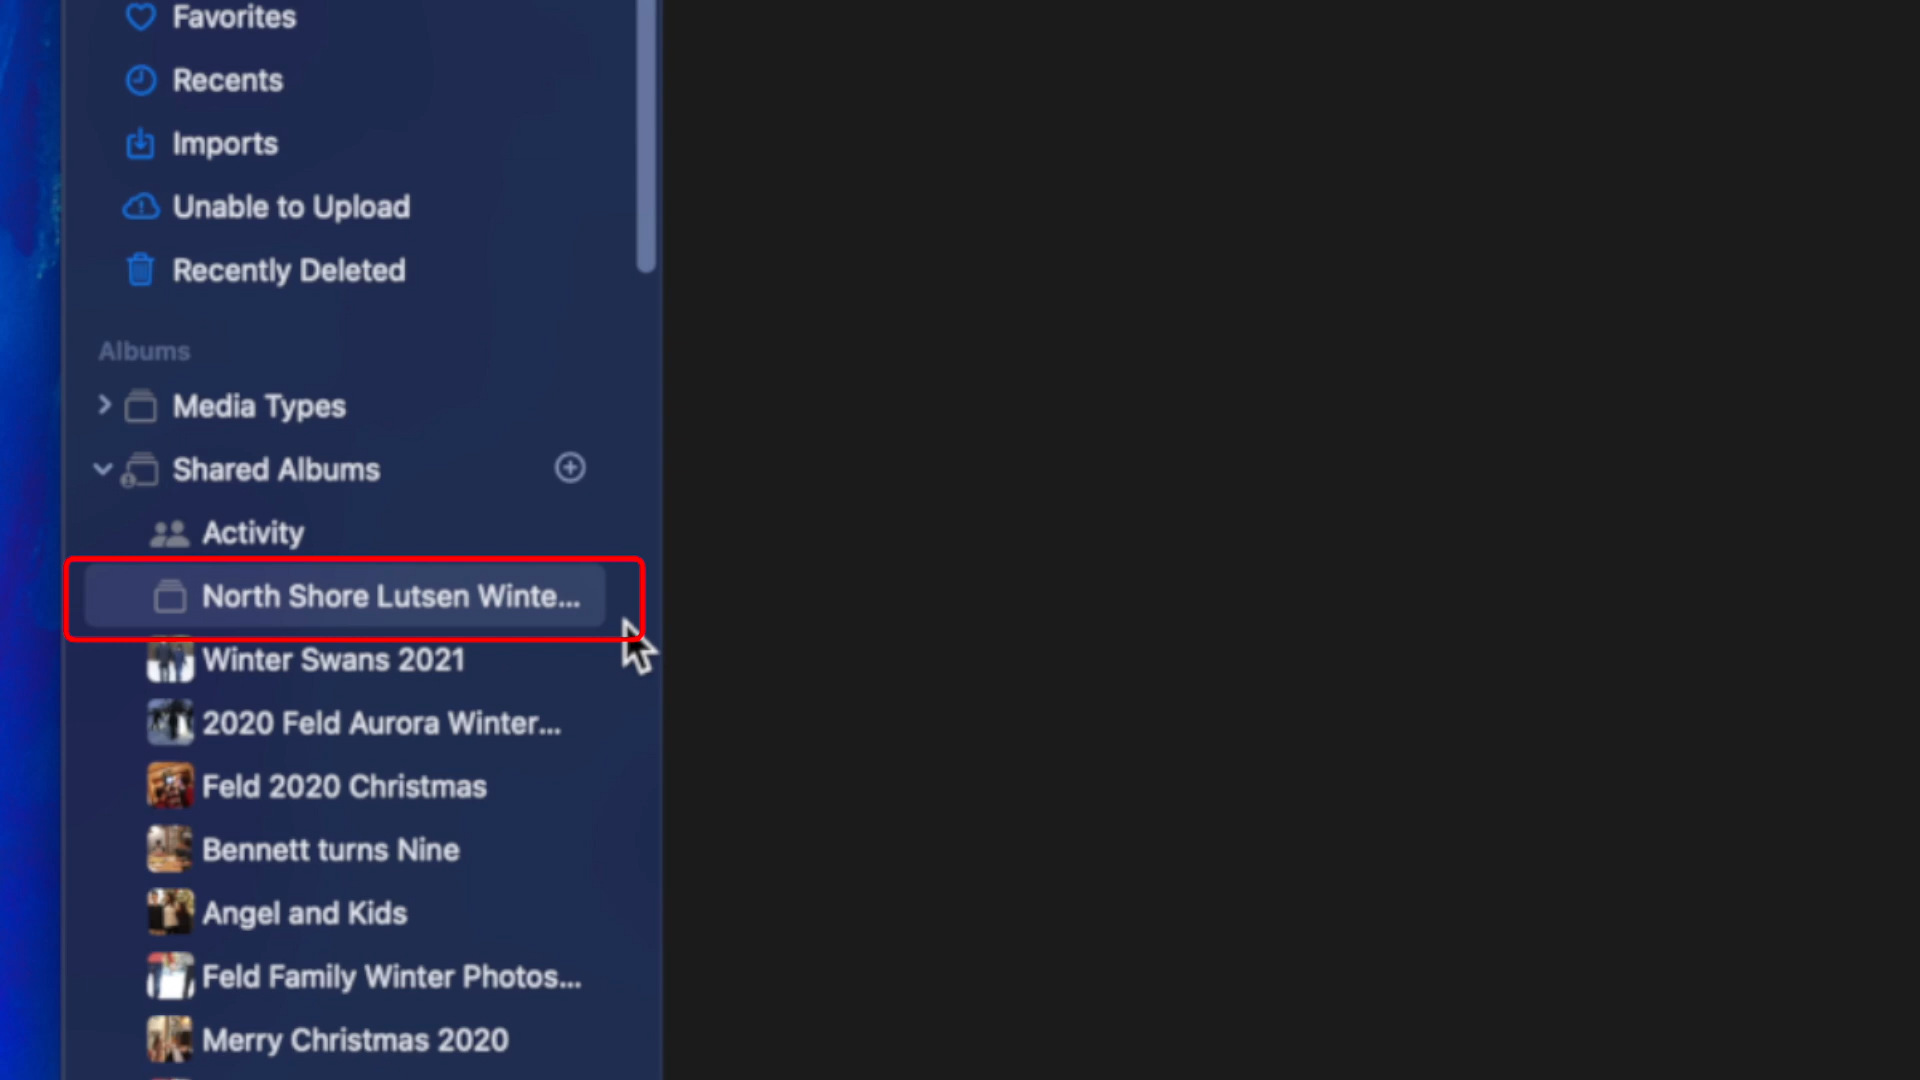 Favorites
Recents
Imports
Unable to Upload
Recently Deleted
Albums
Media Types
Shared Albums
Activity
North Shore Lutsen Winte...
Winter Swans 2021
2020 Feld Aurora Winter...
Feld 2020 Christmas
Bennett turns Nine
Angel and Kids
Feld Family Winter Photos...
Merry Christmas 2020